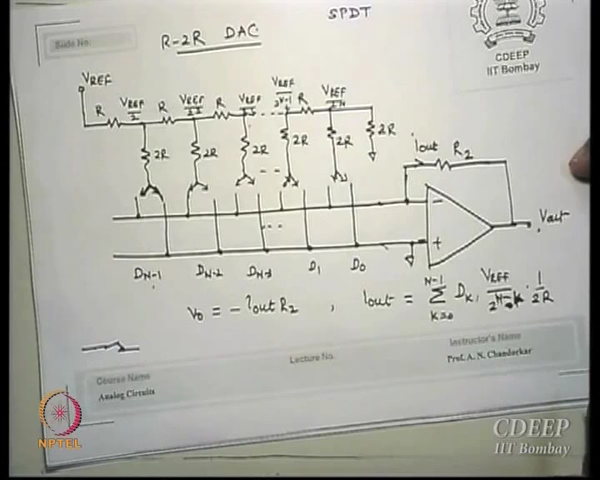 SPDT
Slide No.
R-2R DAC
CDEEP
IIT Bombay
VREF
R VREF/2 R VREF/2² R VREF/2³ VREF/2^N-1 R VREF/2^N
2R 2R 2R 2R 2R 2R
iout R2
-
+
Vout
DN-1 DN-2 DN-3 D1 D0
Vo = - Iout R2 , Iout = Σ N-1 k=0 Dk . VREF/2^N-k . 1/2R
Course Name
Analog Circuits
Lecture No.
Instructor's Name
Prof. A. N. Chandorkar
NPTEL
CDEEP
IIT Bombay